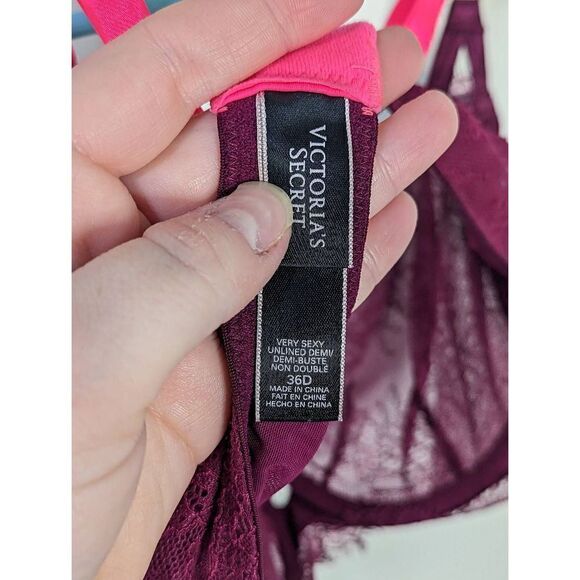 VICTORIA'S
SECRET
VERY SEXY
UNLINED DEMI/
DEMI-BUSTE
NON DOUBLÉ
36D
MADE IN CHINA
FAIT EN CHINE
HECHO EN CHINA